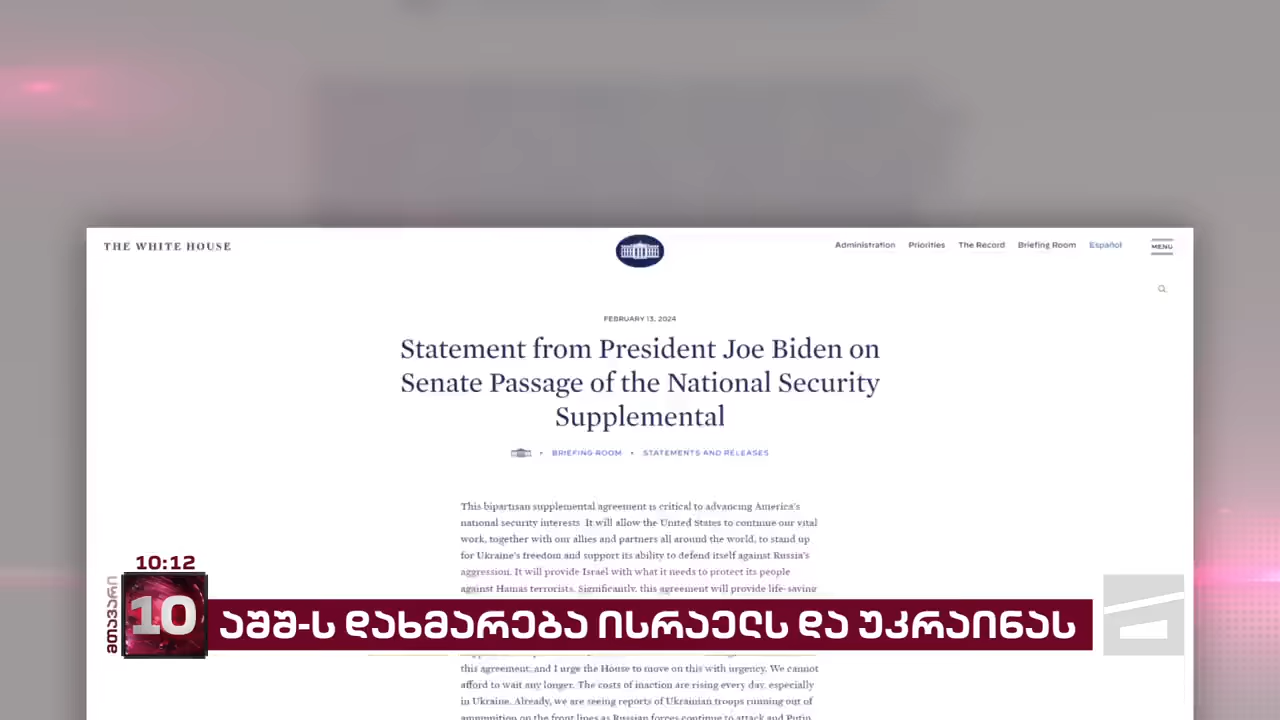 THE WHITE HOUSE
Administration Priorities The Record Briefing Room Español MENU
FEBRUARY 13, 2024
Statement from President Joe Biden on
Senate Passage of the National Security
Supplemental
BRIEFING ROOM • STATEMENTS AND RELEASES
This bipartisan supplemental agreement is critical to advancing America's
national security interests. It will allow the United States to continue our vital
work, together with our allies and partners all around the world, to stand up
for Ukraine's freedom and support its ability to defend itself against Russia's
aggression. It will provide Israel with what it needs to protect its people
against Hamas terrorists. Significantly, this agreement will provide life-saving
10:12
მთავარი
10
აშშ-ს დახმარება ისრაელს და უკრაინას
this agreement, and I urge the House to move on this with urgency. We cannot
afford to wait any longer. The costs of inaction are rising every day, especially
in Ukraine. Already, we are seeing reports of Ukrainian troops running out of
ammunition on the front lines as Russian forces continue to attack and Putin